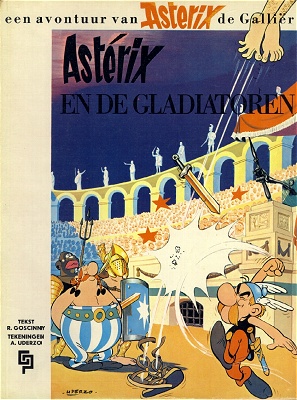 een avontuur van Asterix de Galliër
Astérix
EN DE GLADIATOREN
TEKST
R. GOSCINNY
TEKENINGEN
A. UDERZO
UDERZO